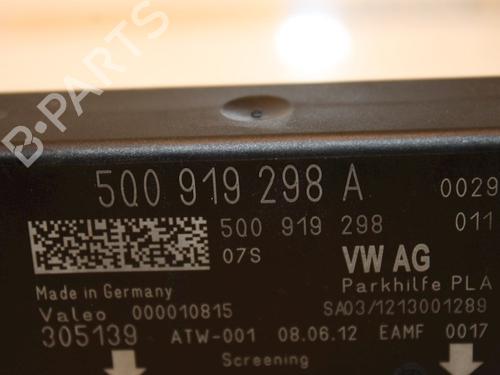 B-PARTS
5Q0 919 298 A 0029
5Q0 919 298 011
07S VW AG
Made in Germany Parkhilfe PLA
Valeo 000010815 SA03/1213001289
305139 ATW-001 08.06.12 EAMF 0017
Screening